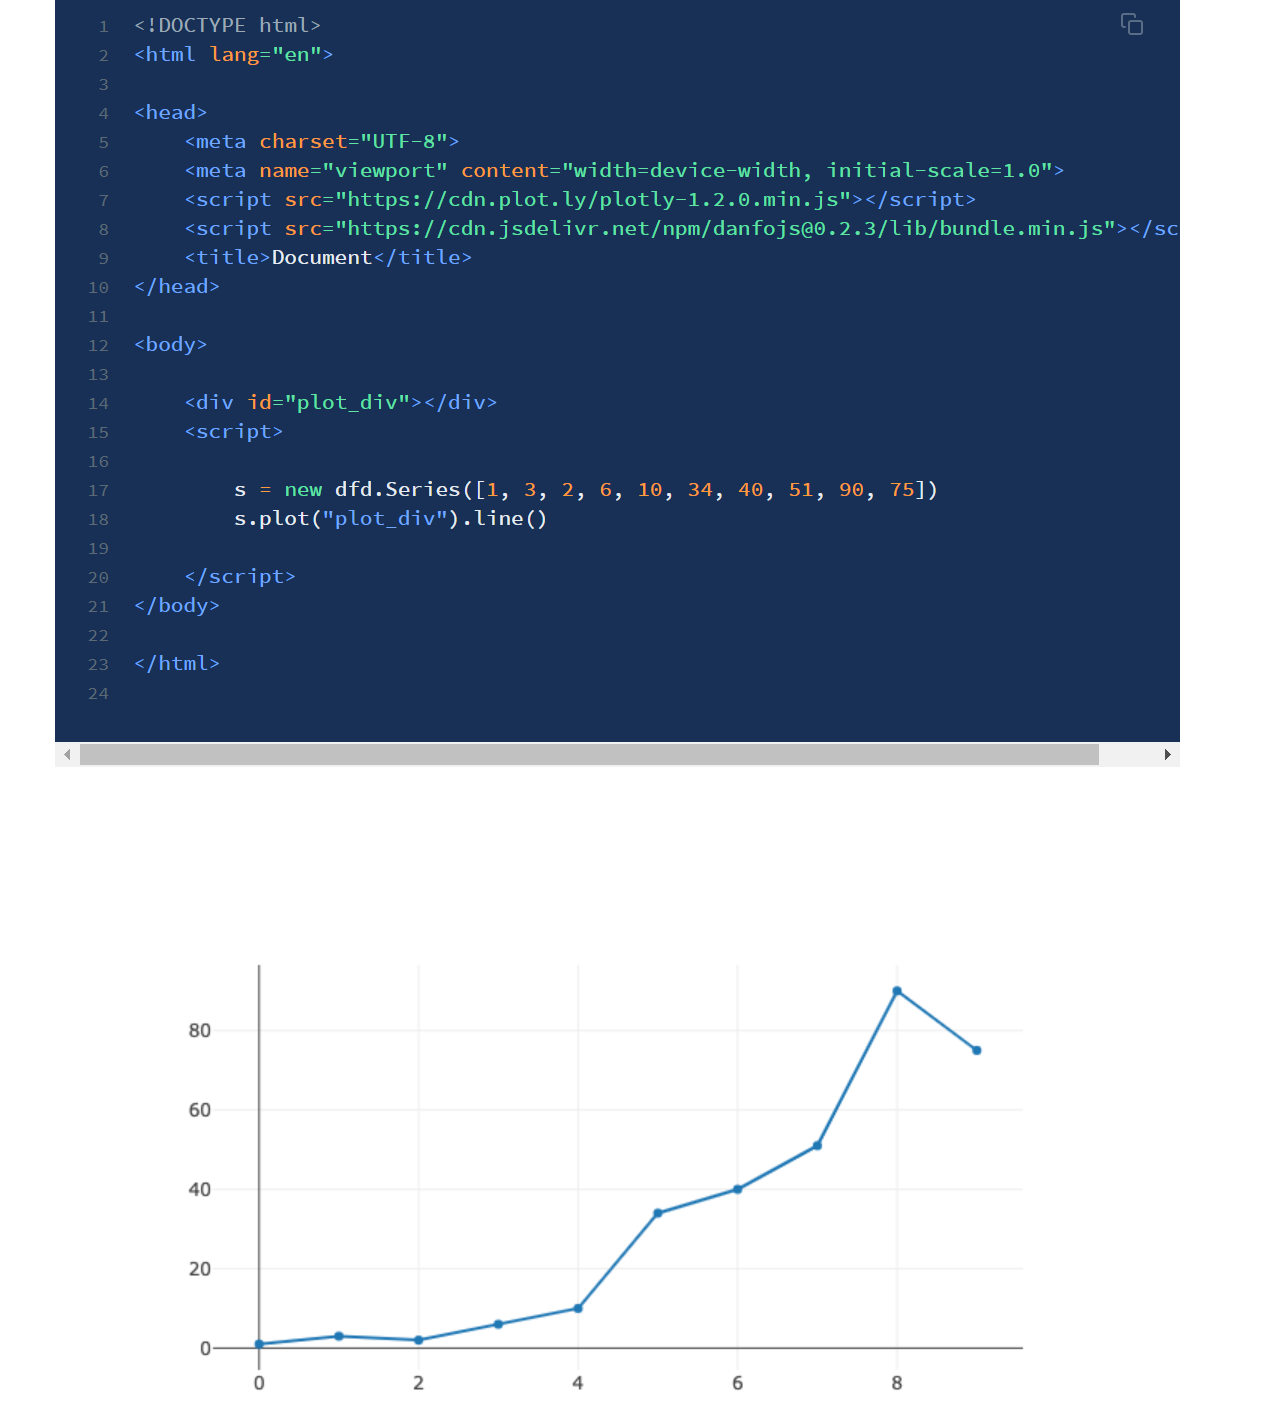 1 <!DOCTYPE html>
2 <html lang="en">
3
4 <head>
5     <meta charset="UTF-8">
6     <meta name="viewport" content="width=device-width, initial-scale=1.0">
7     <script src="https://cdn.plot.ly/plotly-1.2.0.min.js"></script>
8     <script src="https://cdn.jsdelivr.net/npm/danfojs@0.2.3/lib/bundle.min.js"></sc
9     <title>Document</title>
10 </head>
11
12 <body>
13
14     <div id="plot_div"></div>
15     <script>
16
17         s = new dfd.Series([1, 3, 2, 6, 10, 34, 40, 51, 90, 75])
18         s.plot("plot_div").line()
19
20     </script>
21 </body>
22
23 </html>
24
80
60
40
20
0
0 2 4 6 8